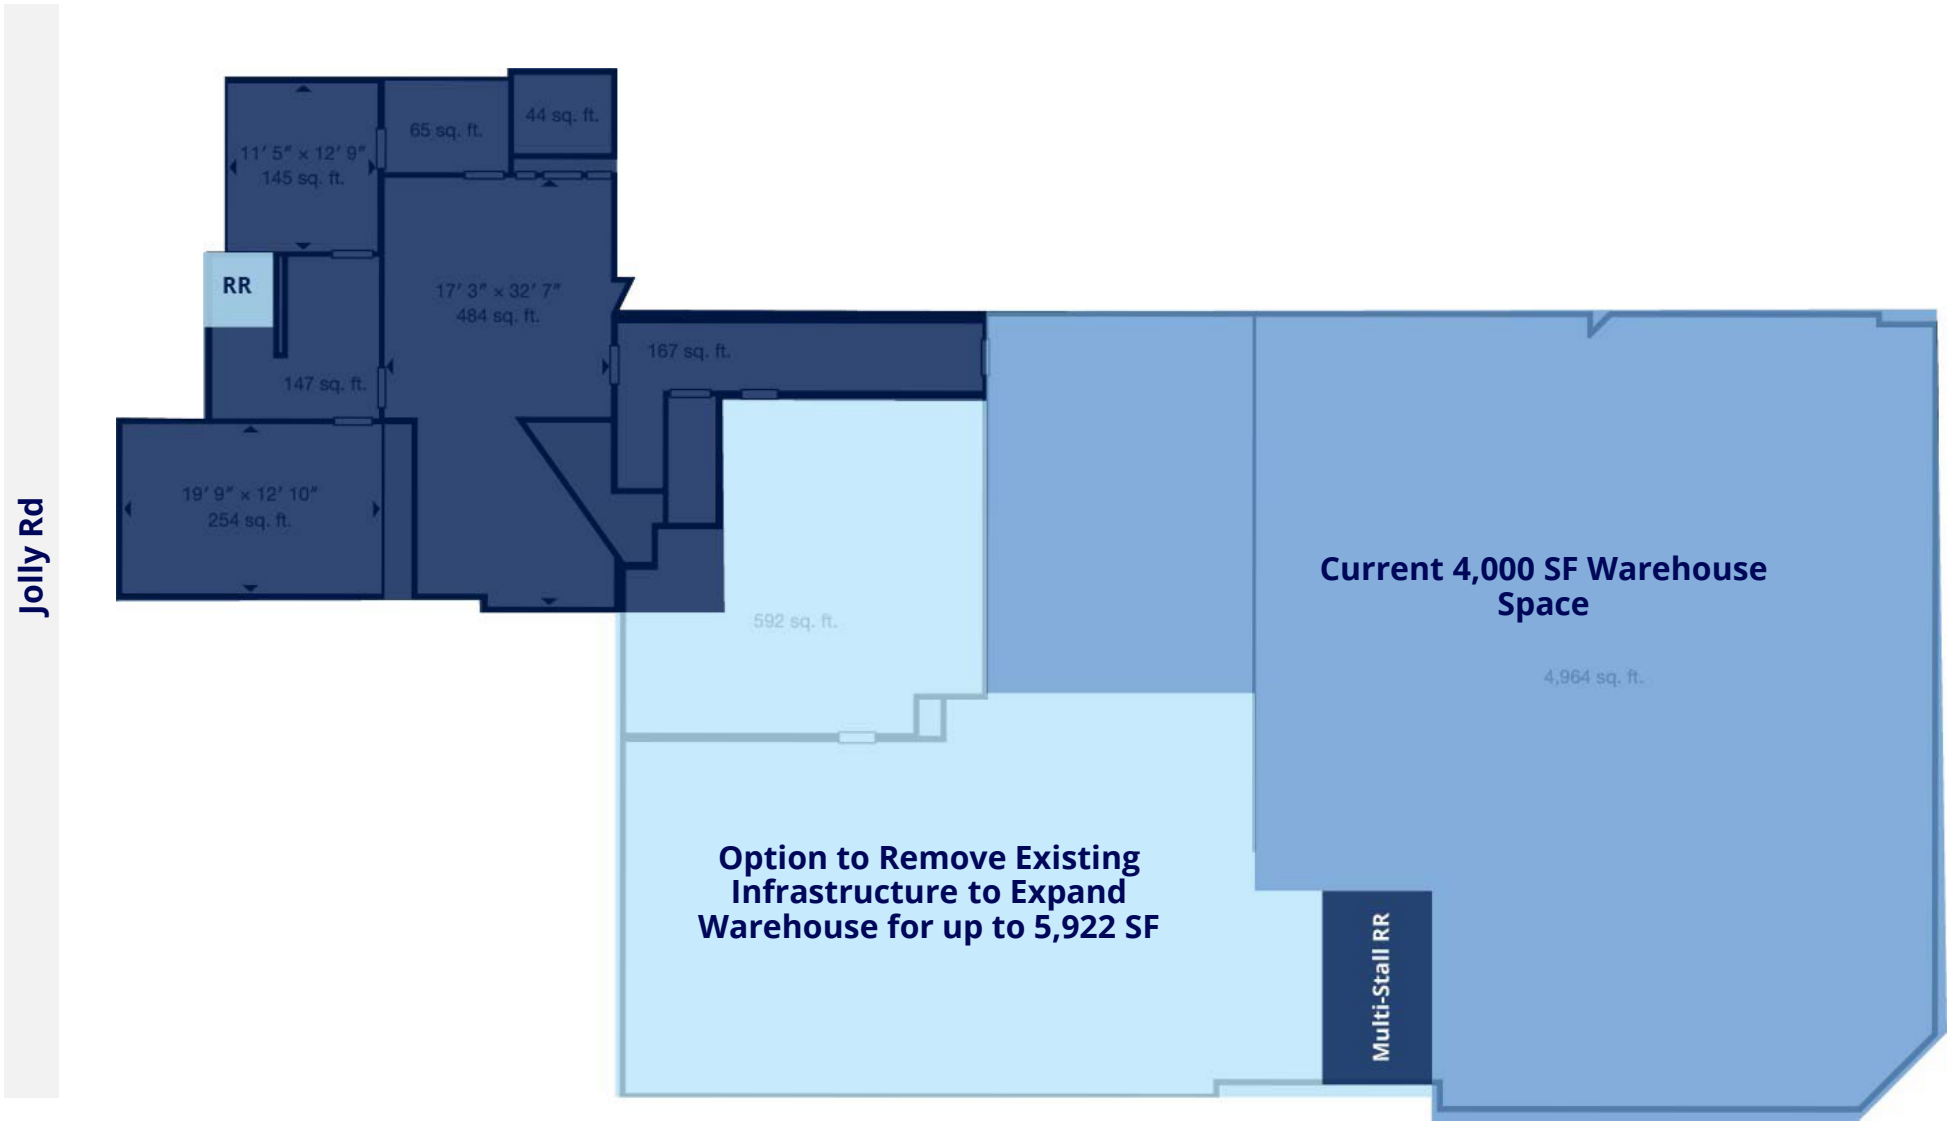 Jolly Rd
44 sq. ft.
65 sq. ft.
11' 5" × 12' 9"
145 sq. ft.
RR
17' 3" × 32' 7"
484 sq. ft.
167 sq. ft.
147 sq. ft.
19' 9" × 12' 10"
254 sq. ft.
592 sq. ft.
Current 4,000 SF Warehouse
Space
4,964 sq. ft.
Option to Remove Existing
Infrastructure to Expand
Warehouse for up to 5,922 SF
Multi-Stall RR